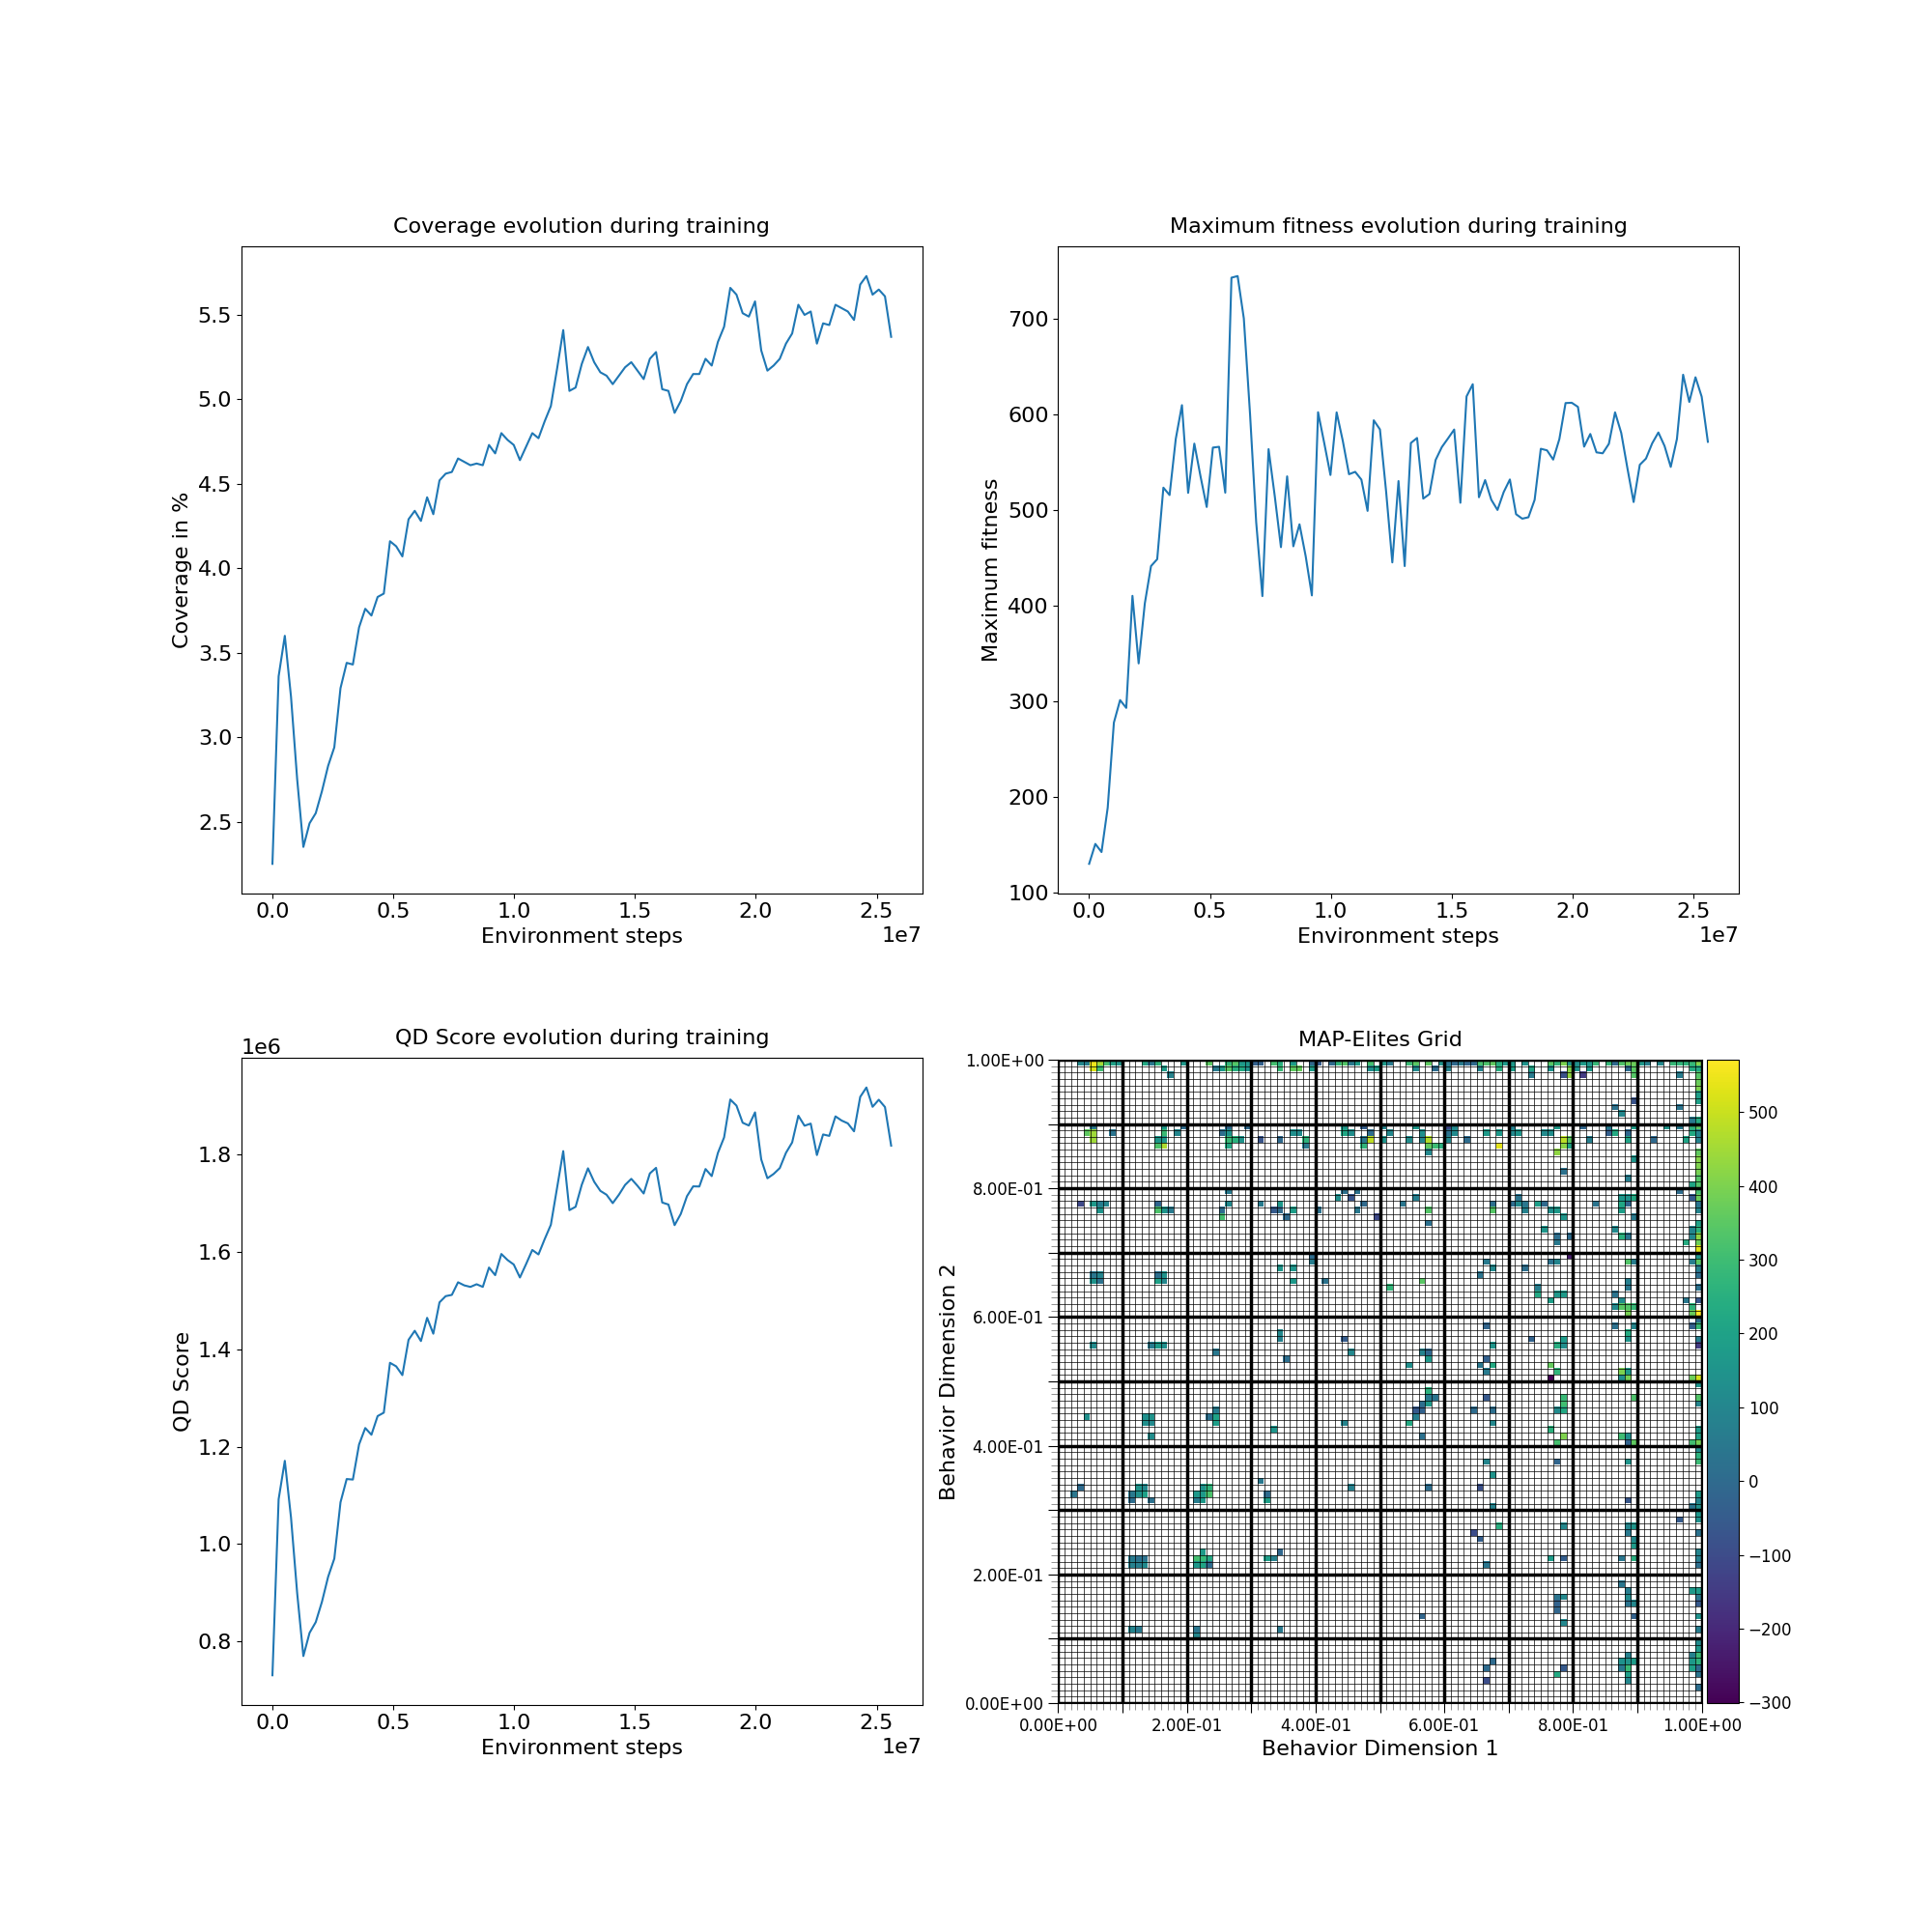 Coverage evolution during training
Coverage in %
5.5
5.0
4.5
4.0
3.5
3.0
2.5
0.0 0.5 1.0 1.5 2.0 2.5
1e7
Environment steps
Maximum fitness evolution during training
Maximum fitness
700
600
500
400
300
200
100
0.0 0.5 1.0 1.5 2.0 2.5
1e7
Environment steps
QD Score evolution during training
1e6
QD Score
1.8
1.6
1.4
1.2
1.0
0.8
0.0 0.5 1.0 1.5 2.0 2.5
1e7
Environment steps
MAP-Elites Grid
Behavior Dimension 2
1.00E+00
8.00E-01
6.00E-01
4.00E-01
2.00E-01
0.00E+00
0.00E+00 2.00E-01 4.00E-01 6.00E-01 8.00E-01 1.00E+00
Behavior Dimension 1
500
400
300
200
100
0
−100
−200
−300